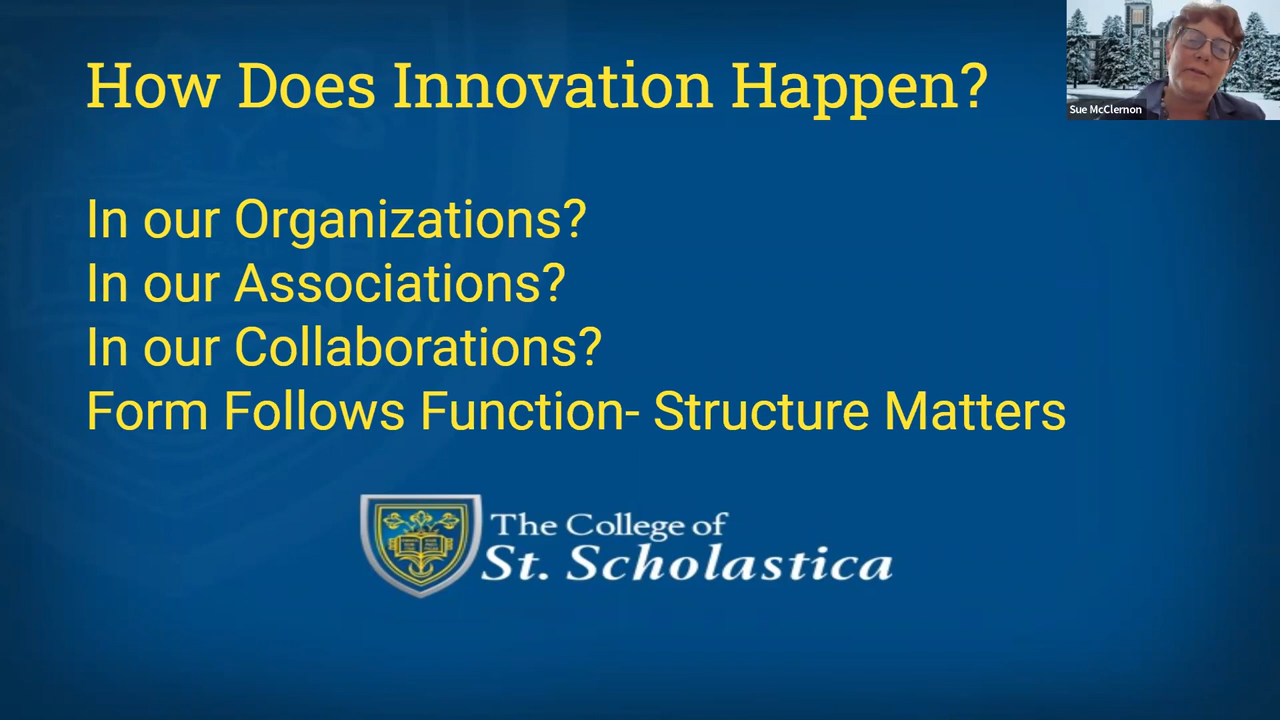 How Does Innovation Happen?
Sue McClernon
In our Organizations?
In our Associations?
In our Collaborations?
Form Follows Function- Structure Matters
The College of
St. Scholastica